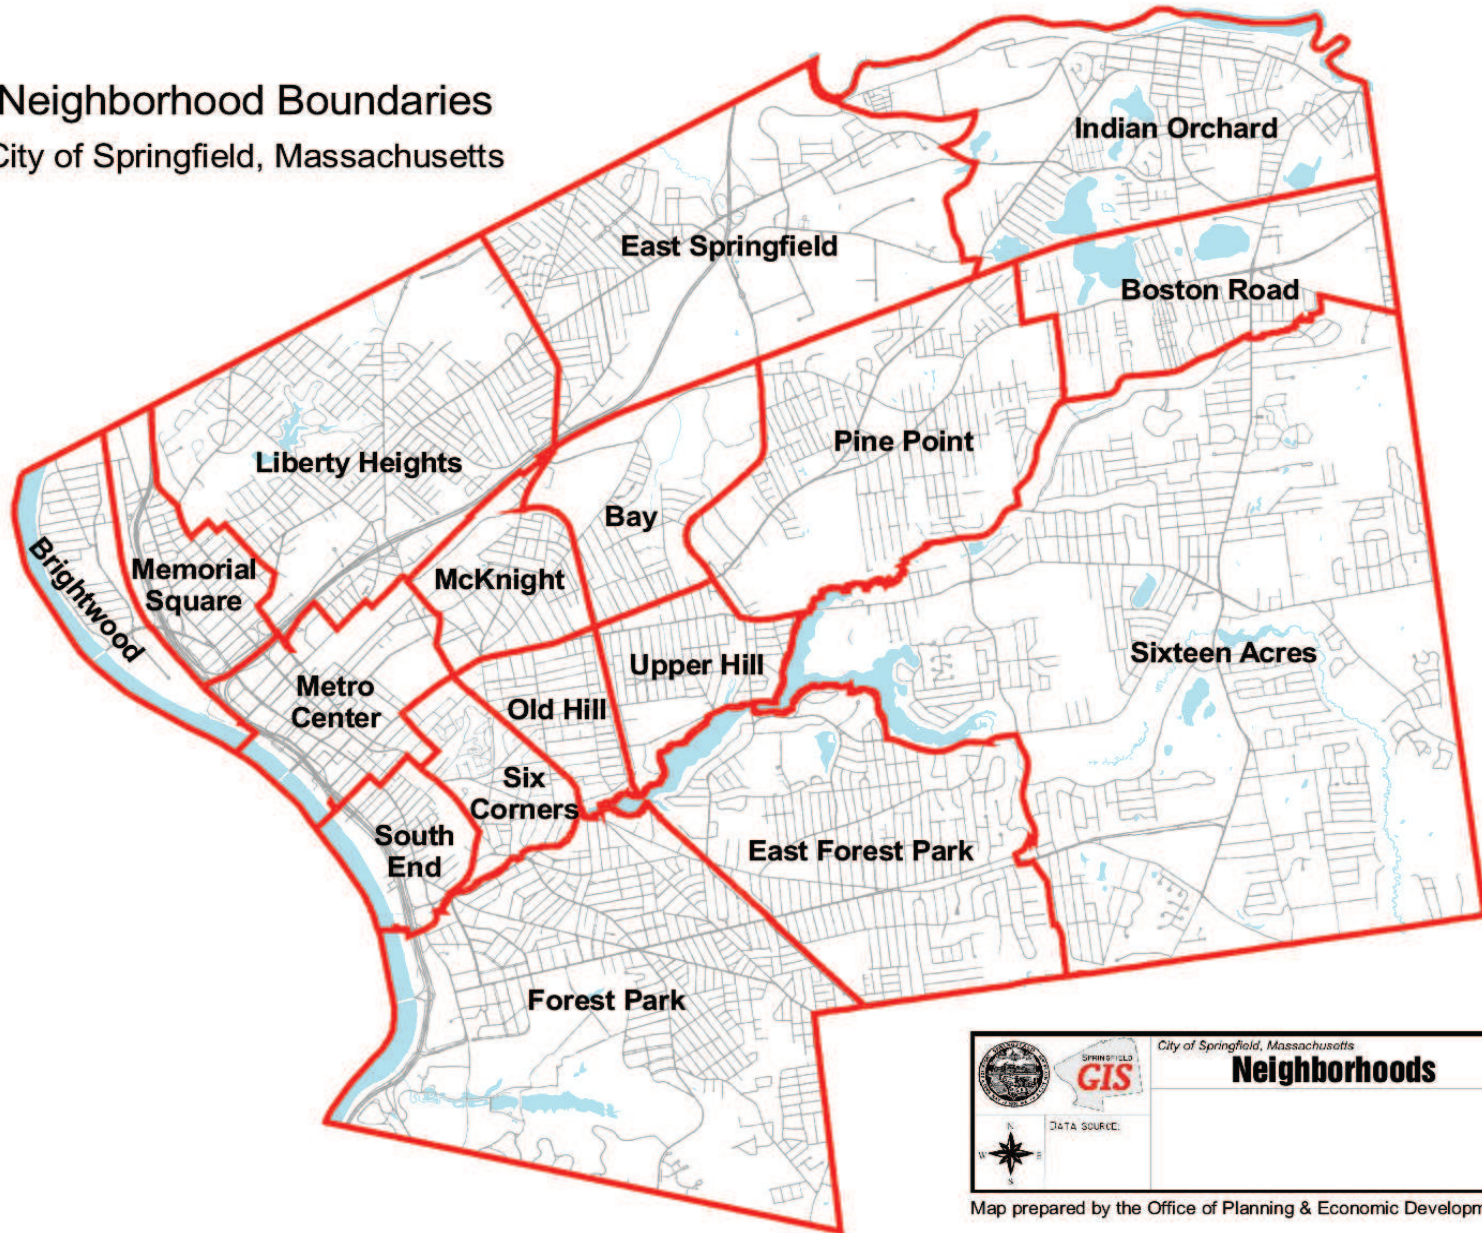 Neighborhood Boundaries
City of Springfield, Massachusetts
Indian Orchard
East Springfield
Boston Road
Liberty Heights
Pine Point
Bay
Brightwood
Memorial
Square
McKnight
Upper Hill
Sixteen Acres
Metro
Center
Old Hill
Six
Corners
South
End
East Forest Park
Forest Park
City of Springfield, Massachusetts
Neighborhoods
SPRINGFIELD
GIS
DATA SOURCE:
N
W E
S
Map prepared by the Office of Planning & Economic Developm